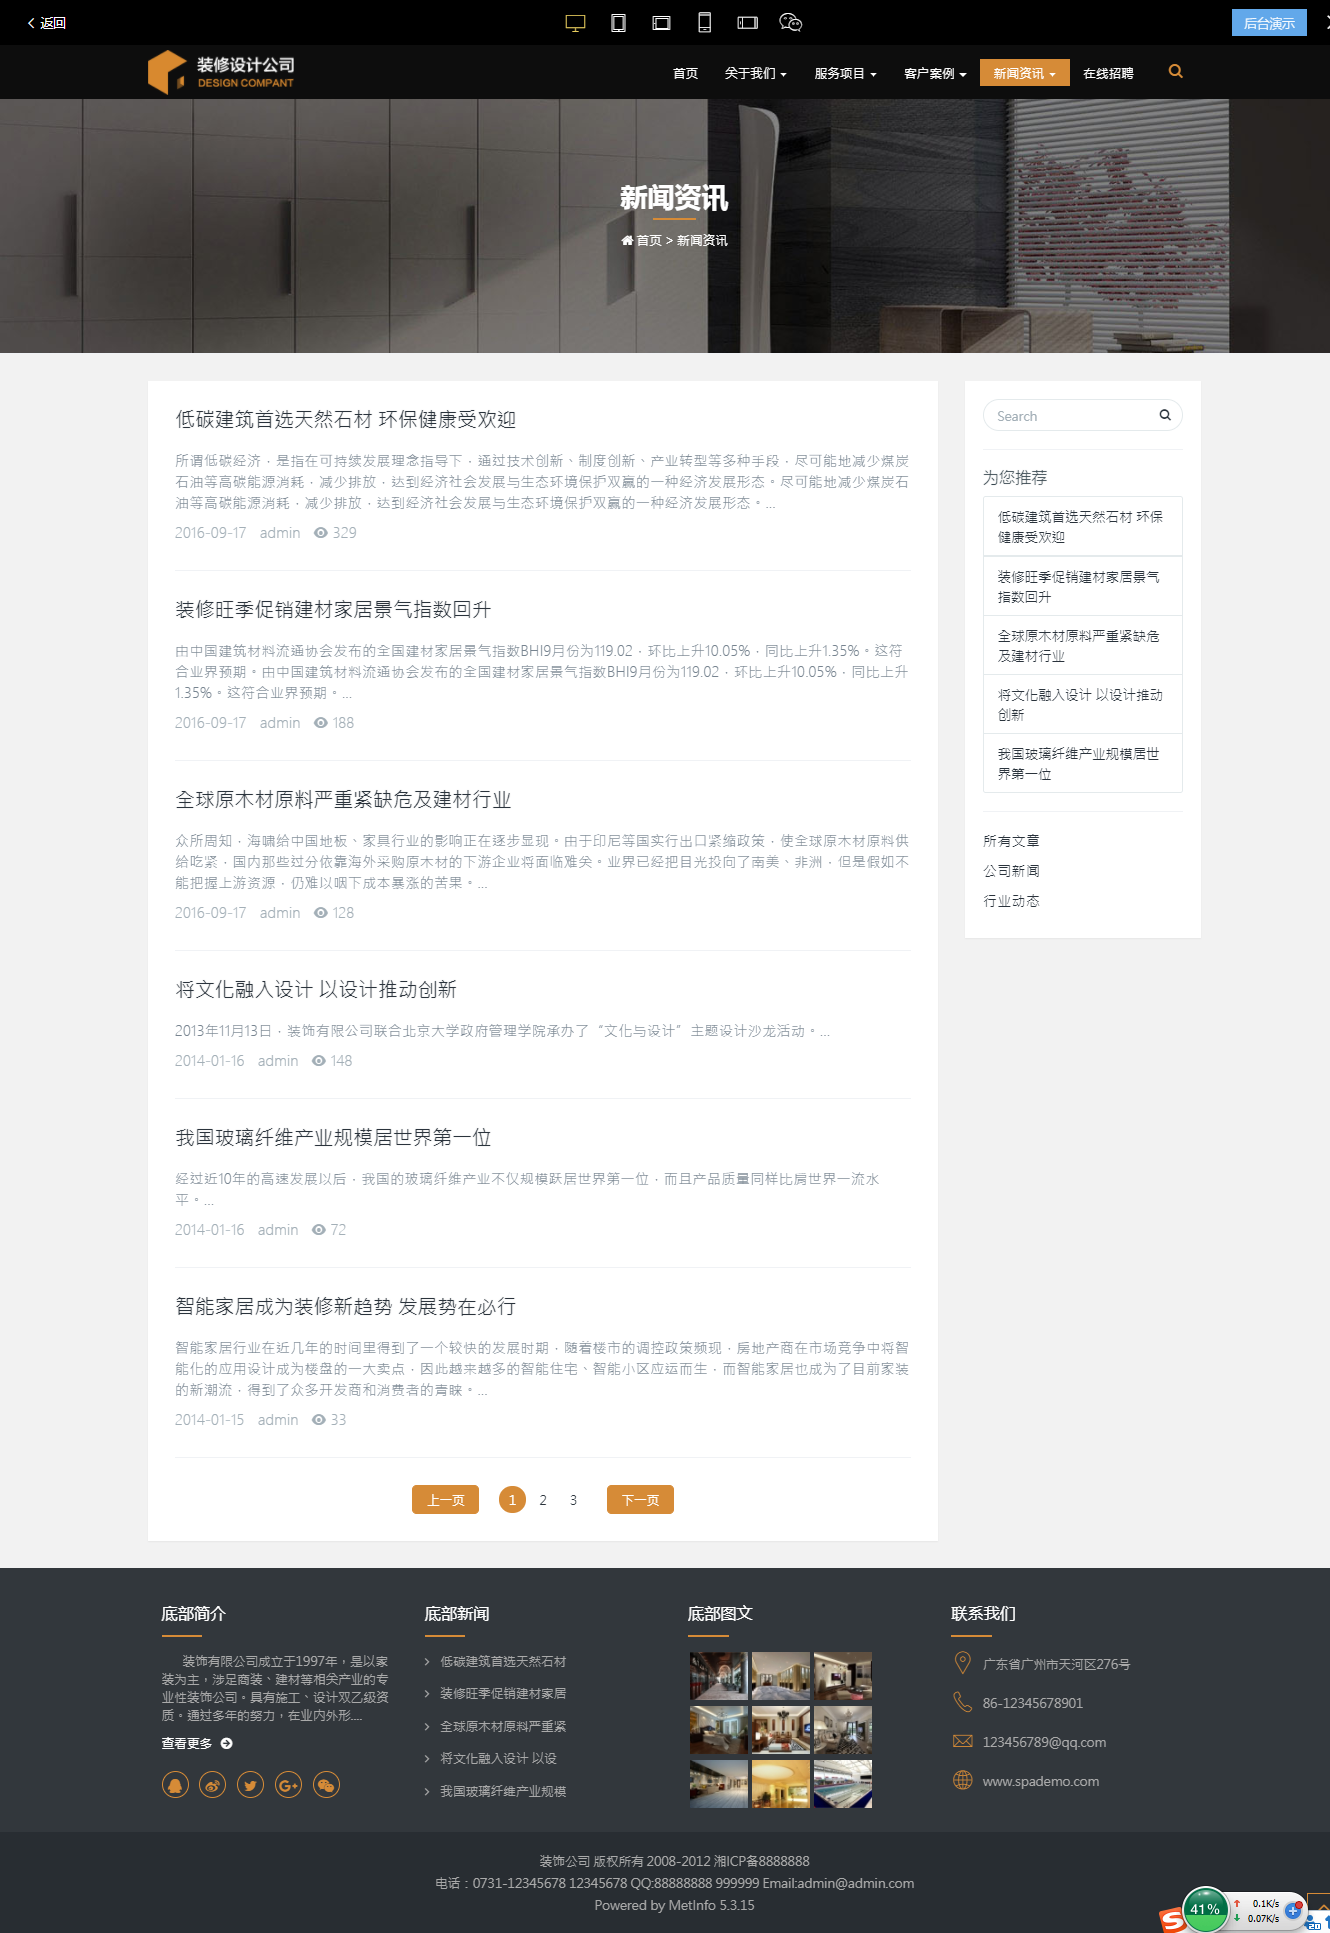 返回
后台演示
装修设计公司
DESIGN COMPANT
首页
关于我们
服务项目
客户案例
新闻资讯
在线招聘
新闻资讯
首页 > 新闻资讯
低碳建筑首选天然石材 环保健康受欢迎
所谓低碳经济，是指在可持续发展理念指导下，通过技术创新、制度创新、产业转型等多种手段，尽可能地减少煤炭
石油等高碳能源消耗，减少排放，达到经济社会发展与生态环境保护双赢的一种经济发展形态。尽可能地减少煤炭石
油等高碳能源消耗，减少排放，达到经济社会发展与生态环境保护双赢的一种经济发展形态。...
2016-09-17 admin 329
装修旺季促销建材家居景气指数回升
由中国建筑材料流通协会发布的全国建材家居景气指数BHI9月份为119.02，环比上升10.05%，同比上升1.35%。这符
合业界预期。由中国建筑材料流通协会发布的全国建材家居景气指数BHI9月份为119.02，环比上升10.05%，同比上升
1.35%。这符合业界预期。...
2016-09-17 admin 188
全球原木材原料严重紧缺危及建材行业
众所周知，海啸给中国地板、家具行业的影响正在逐步显现。由于印尼等国实行出口紧缩政策，使全球原木材原料供
给吃紧，国内那些过分依靠海外采购原木材的下游企业将面临难关。业界已经把目光投向了南美、非洲，但是假如不
能把握上游资源，仍难以咽下成本暴涨的苦果。...
2016-09-17 admin 128
将文化融入设计 以设计推动创新
2013年11月13日，装饰有限公司联合北京大学政府管理学院承办了“文化与设计”主题设计沙龙活动。...
2014-01-16 admin 148
我国玻璃纤维产业规模居世界第一位
经过近10年的高速发展以后，我国的玻璃纤维产业不仅规模跃居世界第一位，而且产品质量同样比肩世界一流水
平。...
2014-01-16 admin 72
智能家居成为装修新趋势 发展势在必行
智能家居行业在近几年的时间里得到了一个较快的发展时期，随着楼市的调控政策频现，房地产商在市场竞争中将智
能化的应用设计成为楼盘的一大卖点，因此越来越多的智能住宅、智能小区应运而生，而智能家居也成为了目前家装
的新潮流，得到了众多开发商和消费者的青睐。...
2014-01-15 admin 33
上一页 1 2 3 下一页
Search
为您推荐
低碳建筑首选天然石材 环保
健康受欢迎
装修旺季促销建材家居景气
指数回升
全球原木材原料严重紧缺危
及建材行业
将文化融入设计 以设计推动
创新
我国玻璃纤维产业规模居世
界第一位
所有文章
公司新闻
行业动态
底部简介
装饰有限公司成立于1997年，是以家
装为主，涉足商装、建材等相关产业的专
业性装饰公司。具有施工、设计双乙级资
质。通过多年的努力，在业内外形....
查看更多
底部新闻
低碳建筑首选天然石材
装修旺季促销建材家居
全球原木材原料严重紧
将文化融入设计 以设
我国玻璃纤维产业规模
底部图文
联系我们
广东省广州市天河区276号
86-12345678901
123456789@qq.com
www.spademo.com
装饰公司 版权所有 2008-2012 湘ICP备8888888
电话：0731-12345678 12345678 QQ:88888888 999999 Email:admin@admin.com
Powered by MetInfo 5.3.15
41%
0.1K/s
0.07K/s